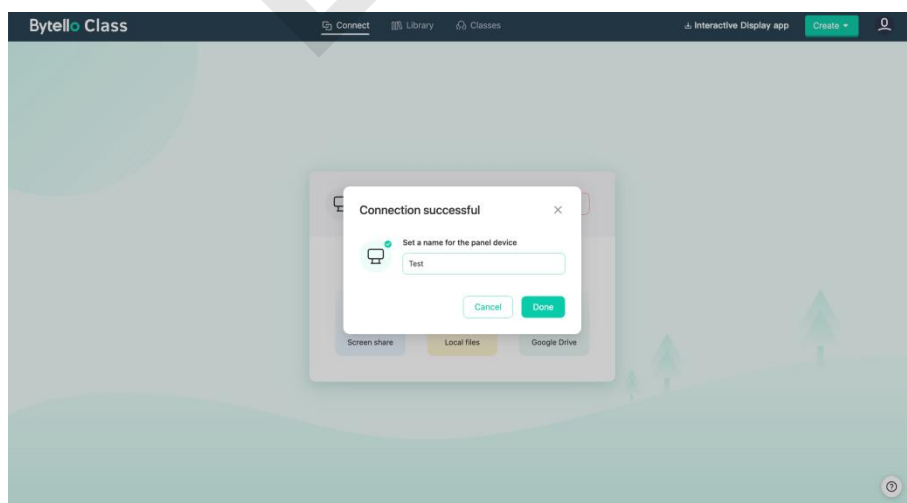 Bytello Class
Connect
Library
Classes
Interactive Display app
Create
Connection successful
Set a name for the panel device
Test
Cancel
Done
Screen share
Local files
Google Drive